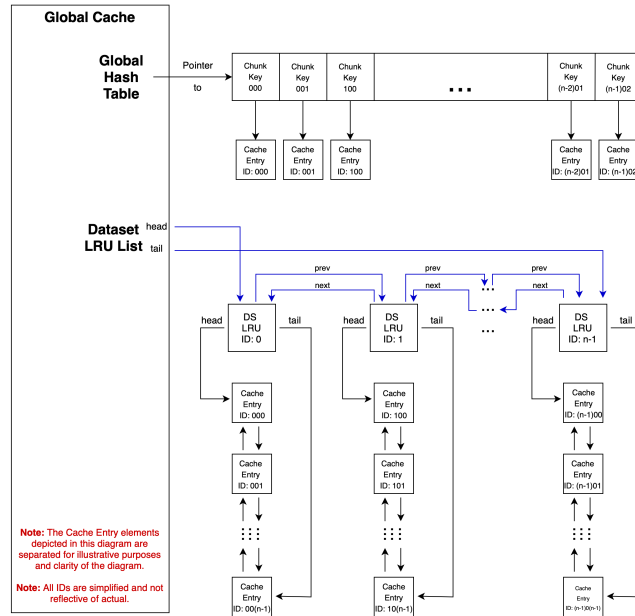 Global Cache
Global
Hash
Table
Pointer
to
Chunk
Key
000
Chunk
Key
001
Chunk
Key
100
...
Chunk
Key
(n-2)01
Chunk
Key
(n-1)02
Cache
Entry
ID: 000
Cache
Entry
ID: 001
Cache
Entry
ID: 100
Cache
Entry
ID: (n-2)01
Cache
Entry
ID: (n-1)02
Dataset
LRU List
head
tail
prev
next
prev
next
prev
next
...
...
...
head
DS
LRU
ID: 0
tail
head
DS
LRU
ID: 1
tail
head
DS
LRU
ID: n-1
tail
Cache
Entry
ID: 000
Cache
Entry
ID: 100
Cache
Entry
ID: (n-1)00
Cache
Entry
ID: 001
Cache
Entry
ID: 101
Cache
Entry
ID: (n-1)01
Cache
Entry
ID: 00(n-1)
Cache
Entry
ID: 10(n-1)
Cache
Entry
ID: (n-1)0(n-1)
Note: The Cache Entry elements
depicted in this diagram are
separated for illustrative purposes
and clarity of the diagram.
Note: All IDs are simplified and not
reflective of actual.